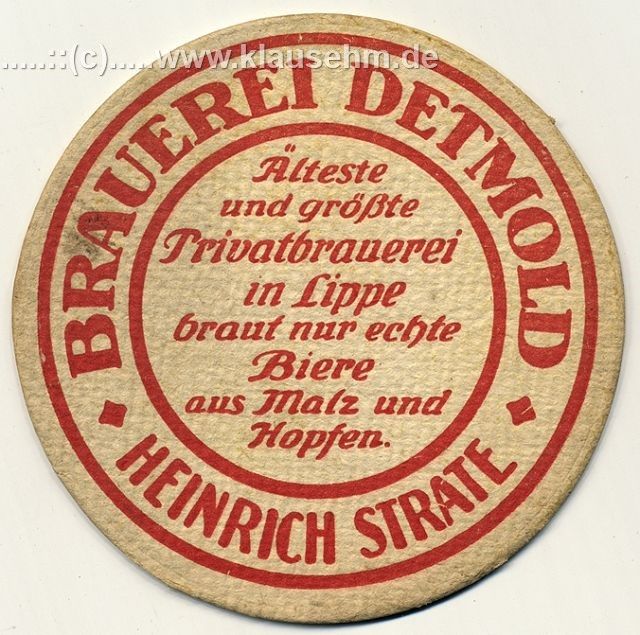 .....::(c).....www.klausehm.de
BRAUEREI DETMOLD
Älteste
und größte
Privatbrauerei
in Lippe
braut nur echte
Biere
aus Malz und
Hopfen.
HEINRICH STRATE